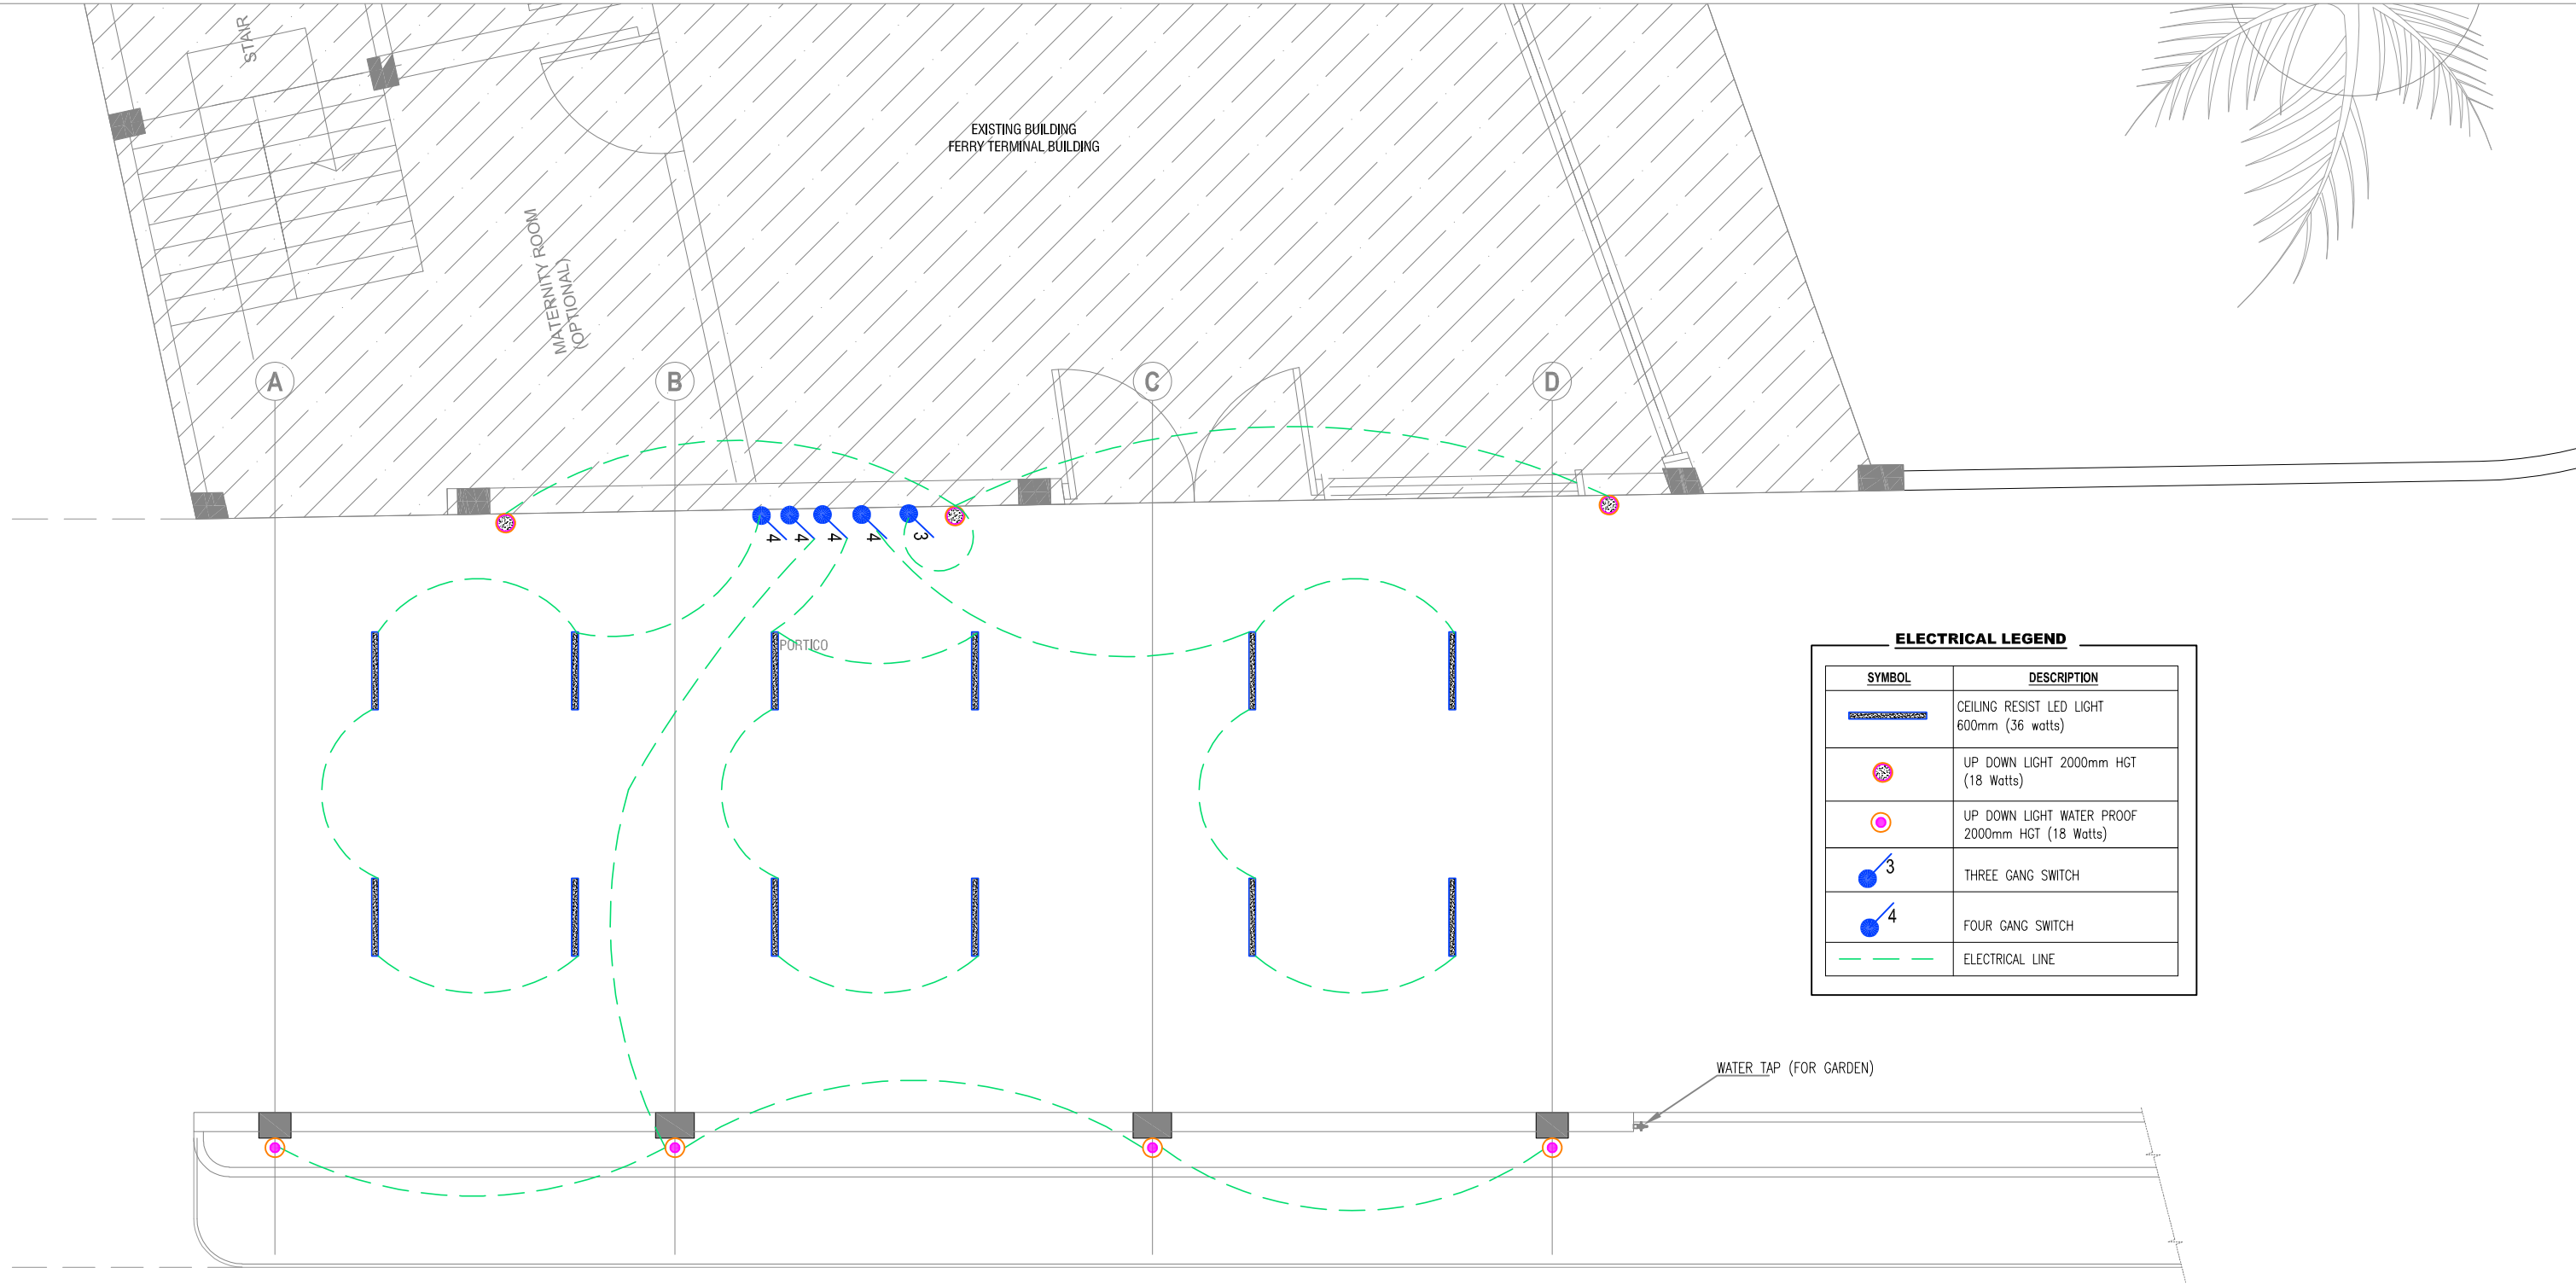 STAIR
EXISTING BUILDING
FERRY TERMINAL BUILDING
MATERNITY ROOM
(OPTIONAL)
A
B
C
D
4
4
4
4
3
PORTICO
ELECTRICAL LEGEND
SYMBOL
DESCRIPTION
CEILING RESIST LED LIGHT
600mm (36 watts)
UP DOWN LIGHT 2000mm HGT
(18 Watts)
UP DOWN LIGHT WATER PROOF
2000mm HGT (18 Watts)
3
THREE GANG SWITCH
4
FOUR GANG SWITCH
ELECTRICAL LINE
WATER TAP (FOR GARDEN)